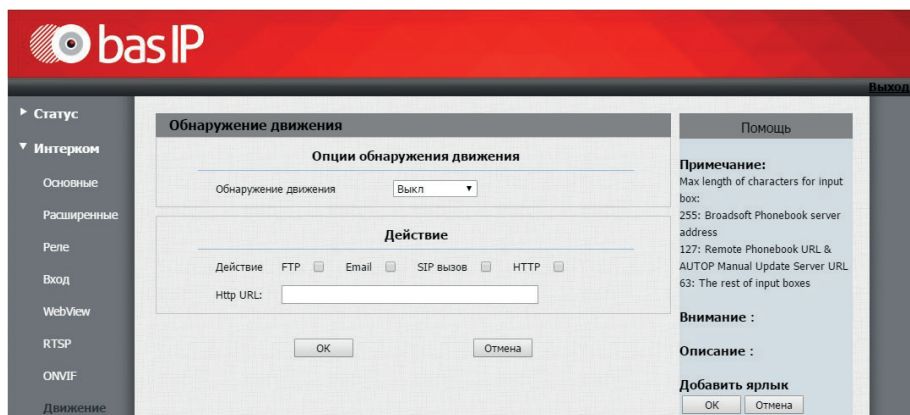 bas IP
Выход
Статус
Интерком
Основные
Расширенные
Реле
Вход
WebView
RTSP
ONVIF
Движение
Обнаружение движения
Опции обнаружения движения
Обнаружение движения Выкл
Действие
Действие FTP Email SIP вызов HTTP
Http URL:
ОК Отмена
Помощь
Примечание:
Max length of characters for input
box:
255: Broadsoft Phonebook server
address
127: Remote Phonebook URL &
AUTOP Manual Update Server URL
63: The rest of input boxes
Внимание :
Описание :
Добавить ярлык
ОК Отмена